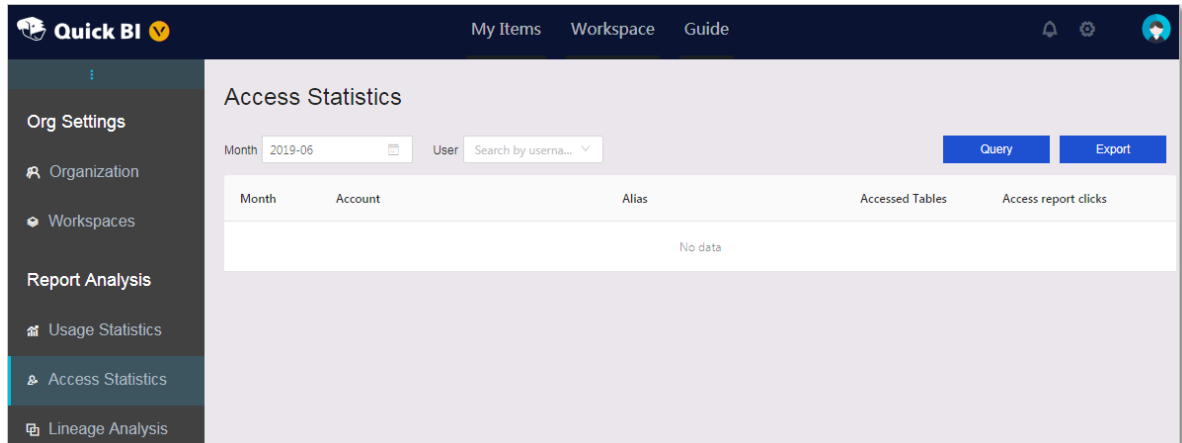 Quick BI
My Items Workspace Guide
Org Settings
Organization
Workspaces
Report Analysis
Usage Statistics
Access Statistics
Lineage Analysis
Access Statistics
Month 2019-06 User Search by userna... Query Export
Month Account Alias Accessed Tables Access report clicks
No data